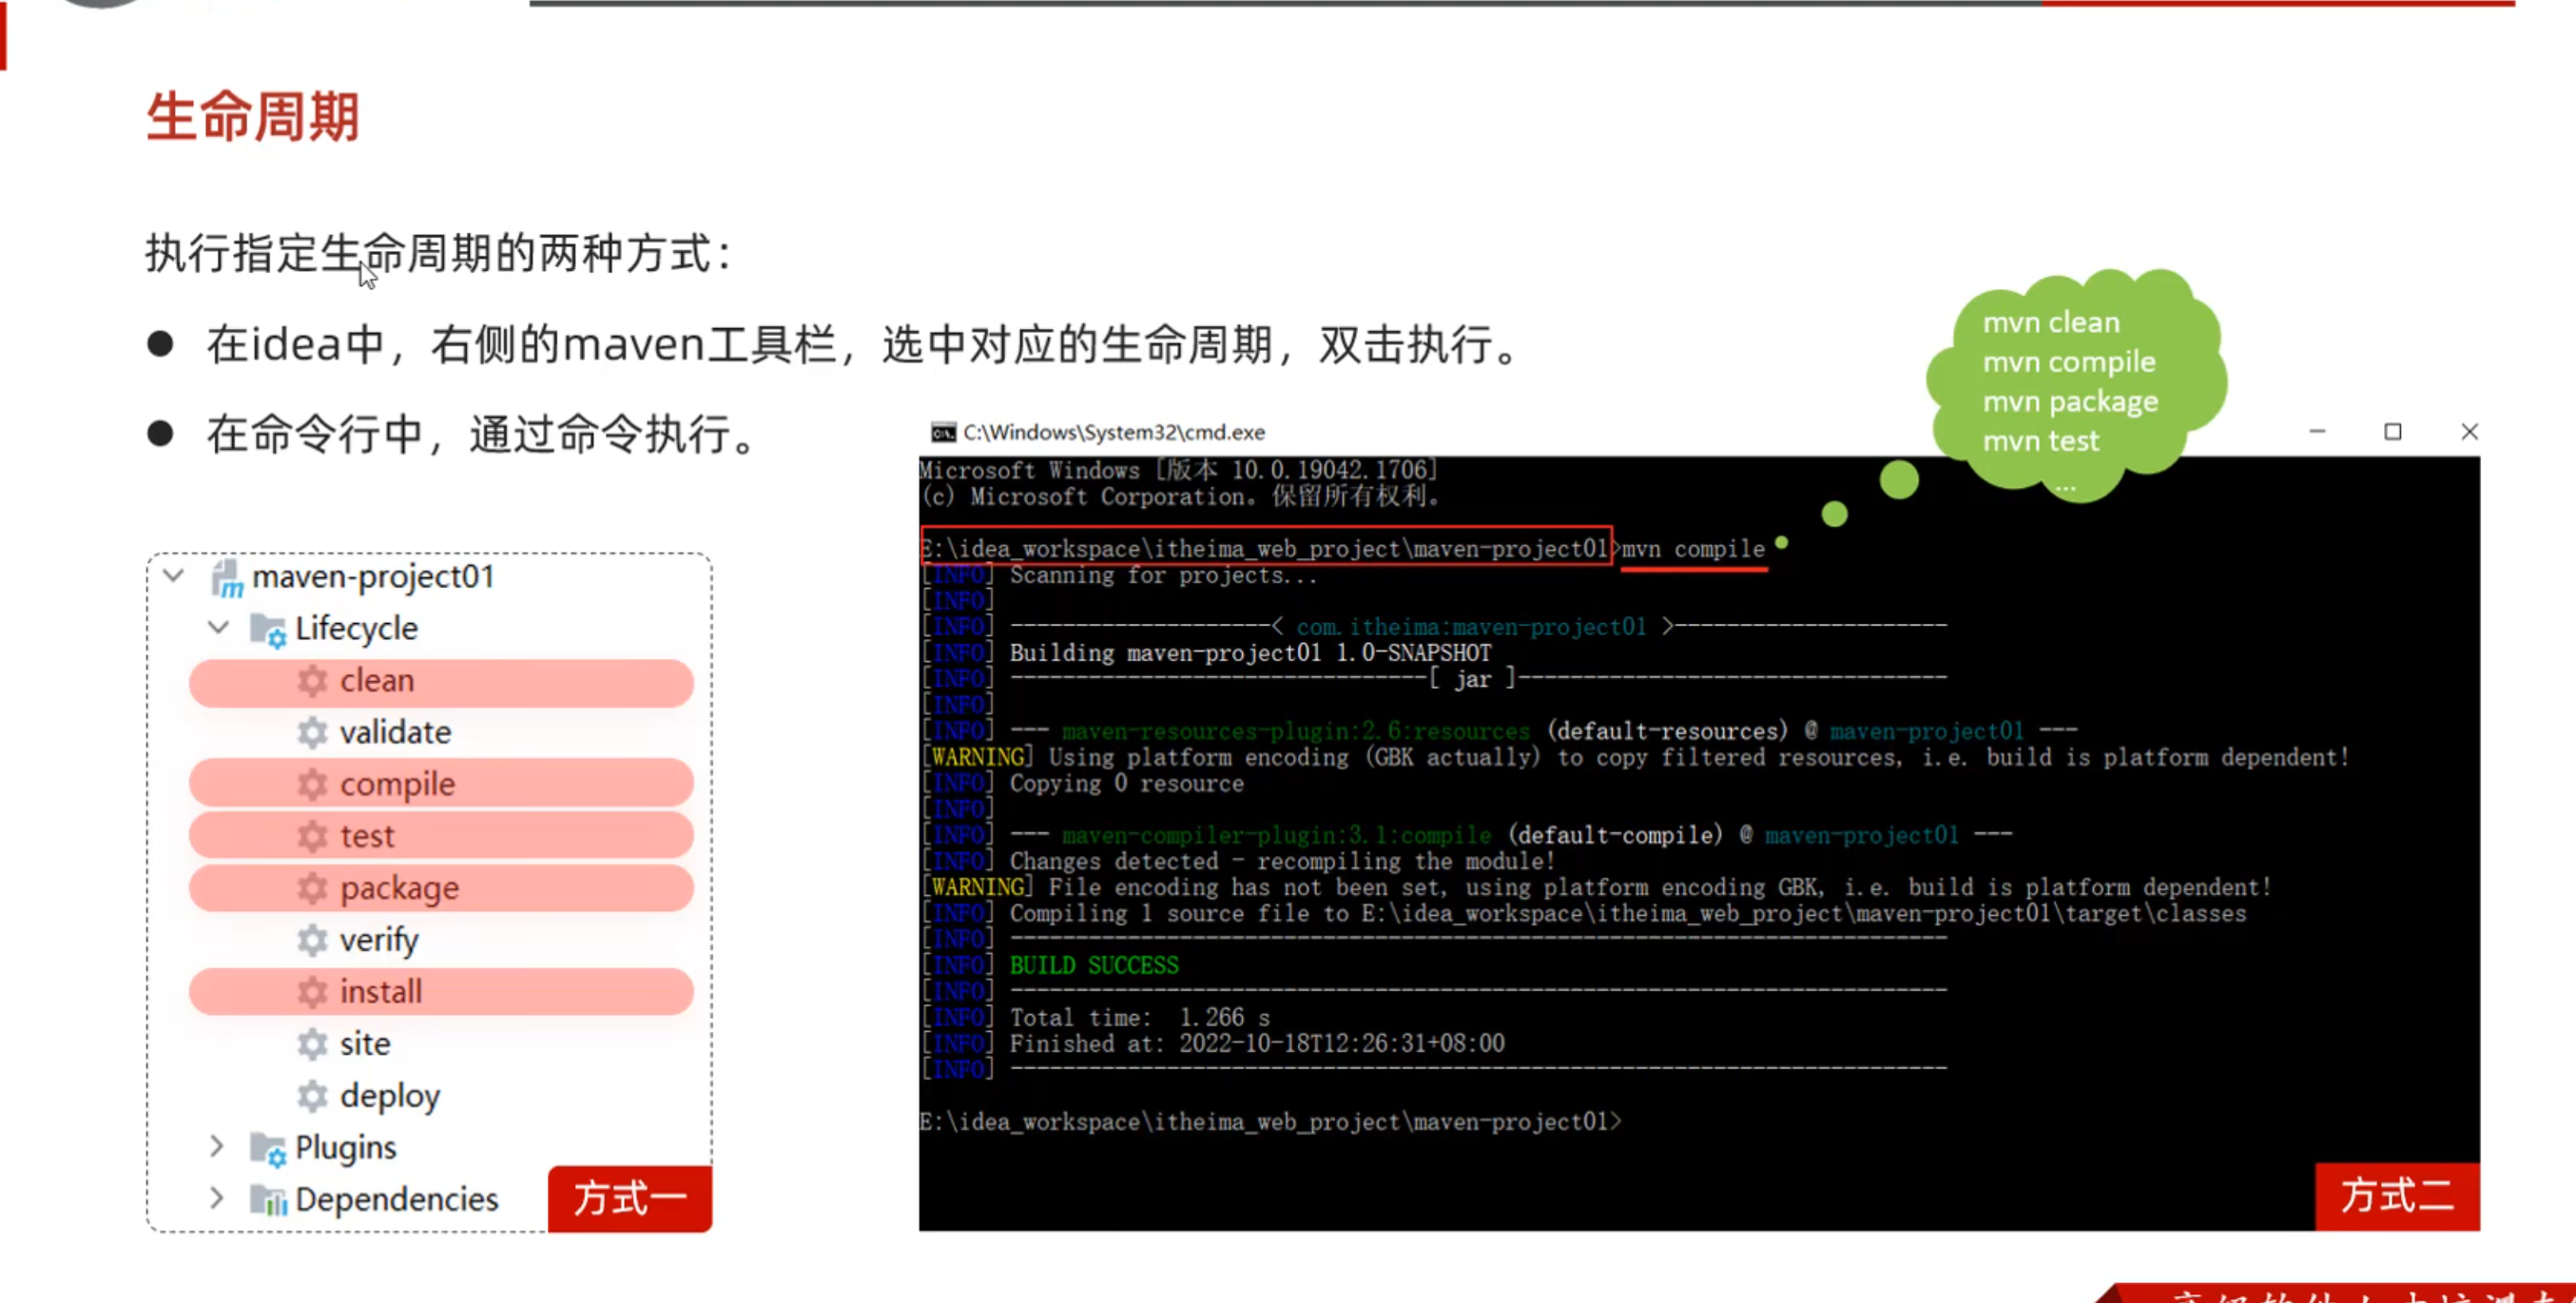 生命周期
执行指定生命周期的两种方式：
● 在idea中，右侧的maven工具栏，选中对应的生命周期，双击执行。
● 在命令行中，通过命令执行。
maven-project01
Lifecycle
clean
validate
compile
test
package
verify
install
site
deploy
Plugins
Dependencies
方式一
mvn clean
mvn compile
mvn package
mvn test
...
C:\Windows\System32\cmd.exe
Microsoft Windows [版本 10.0.19042.1706]
(c) Microsoft Corporation。保留所有权利。
E:\idea_workspace\itheima_web_project\maven-project01>mvn compile
[INFO] Scanning for projects...
[INFO]
[INFO] --------------------< com.itheima:maven-project01 >---------------------
[INFO] Building maven-project01 1.0-SNAPSHOT
[INFO] --------------------------------[ jar ]---------------------------------
[INFO]
[INFO] --- maven-resources-plugin:2.6:resources (default-resources) @ maven-project01 ---
[WARNING] Using platform encoding (GBK actually) to copy filtered resources, i.e. build is platform dependent!
[INFO] Copying 0 resource
[INFO]
[INFO] --- maven-compiler-plugin:3.1:compile (default-compile) @ maven-project01 ---
[INFO] Changes detected - recompiling the module!
[WARNING] File encoding has not been set, using platform encoding GBK, i.e. build is platform dependent!
[INFO] Compiling 1 source file to E:\idea_workspace\itheima_web_project\maven-project01\target\classes
[INFO] ------------------------------------------------------------------------
[INFO] BUILD SUCCESS
[INFO] ------------------------------------------------------------------------
[INFO] Total time:  1.266 s
[INFO] Finished at: 2022-10-18T12:26:31+08:00
[INFO] ------------------------------------------------------------------------
E:\idea_workspace\itheima_web_project\maven-project01>
方式二